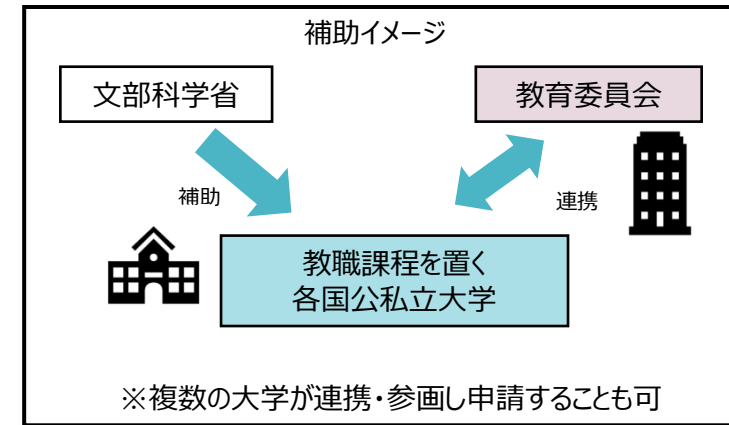 補助イメージ
文部科学省
教育委員会
補助
連携
教職課程を置く
各国公私立大学
※複数の大学が連携・参画し申請することも可